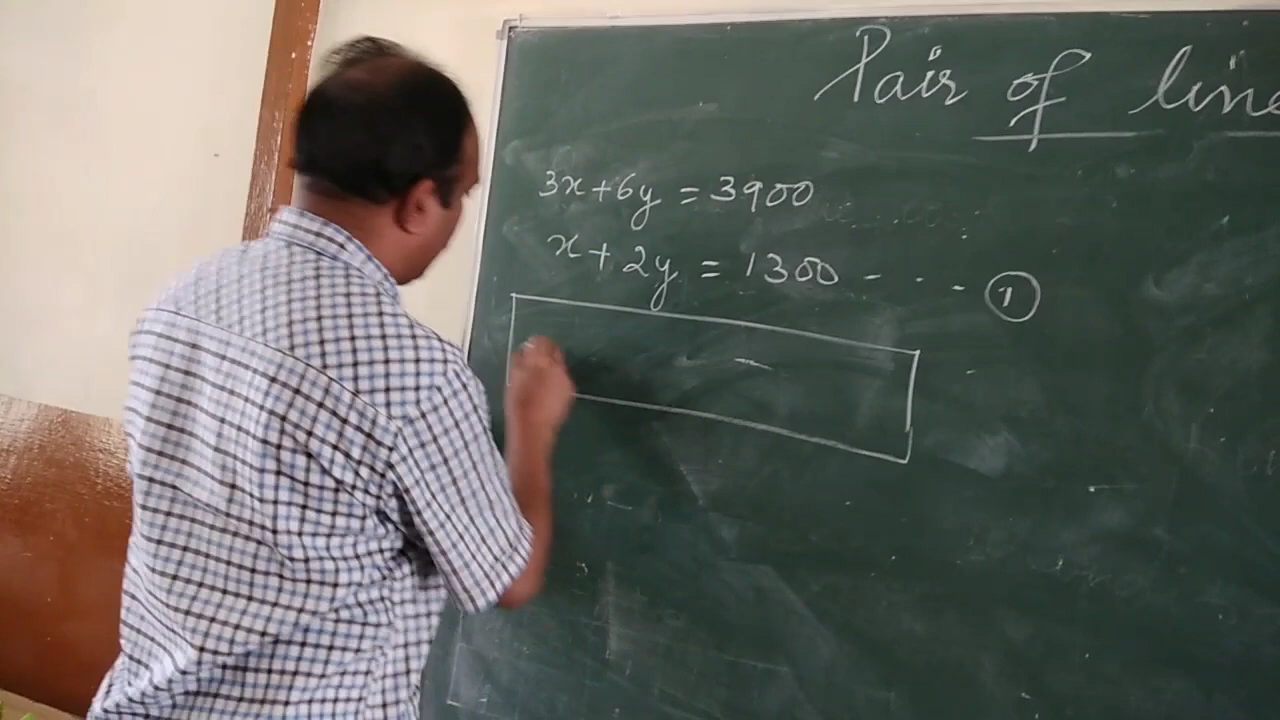 Pair of line
3x+6y = 3900
x + 2y = 1300 - - - ①